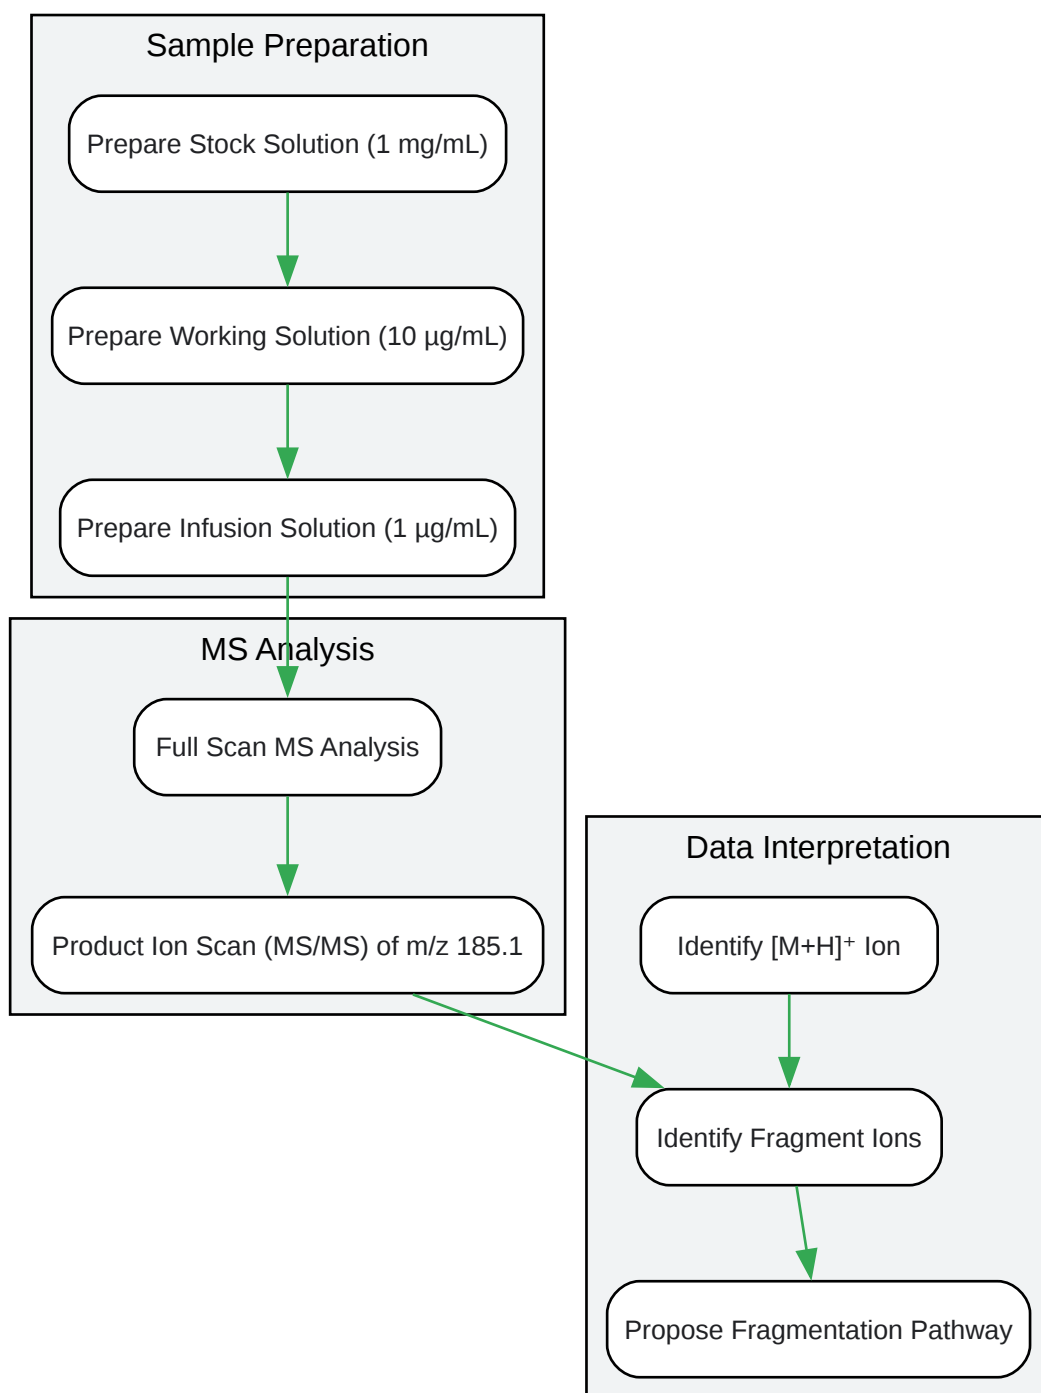 Sample Preparation
Prepare Stock Solution (1 mg/mL)
Prepare Working Solution (10 µg/mL)
Prepare Infusion Solution (1 µg/mL)
MS Analysis
Full Scan MS Analysis
Product Ion Scan (MS/MS) of m/z 185.1
Data Interpretation
Identify [M+H]⁺ Ion
Identify Fragment Ions
Propose Fragmentation Pathway